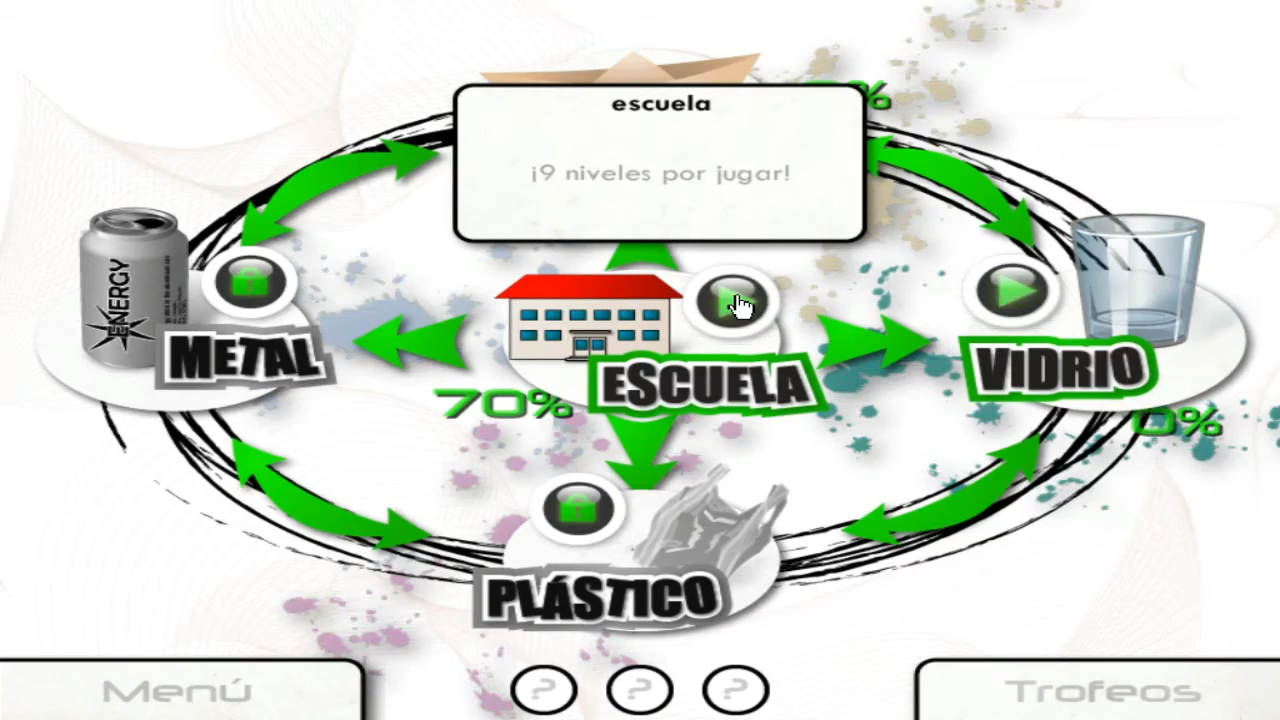 %
escuela
¡9 niveles por jugar!
ENERGY
METAL
ESCUELA
VIDRIO
70%
0%
PLÁSTICO
Menú
? ? ?
Trofeos